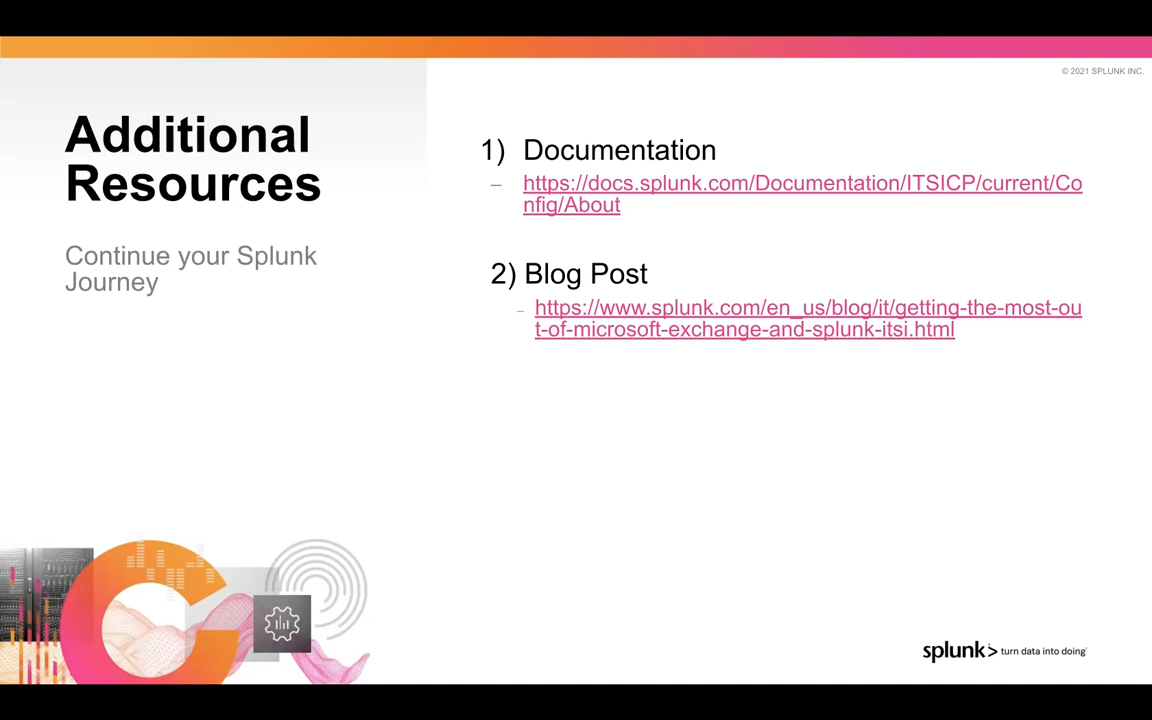 © 2021 SPLUNK INC.
Additional
Resources
Continue your Splunk
Journey
1) Documentation
– https://docs.splunk.com/Documentation/ITSICP/current/Co
nfig/About
2) Blog Post
– https://www.splunk.com/en_us/blog/it/getting-the-most-ou
t-of-microsoft-exchange-and-splunk-itsi.html
splunk> turn data into doing